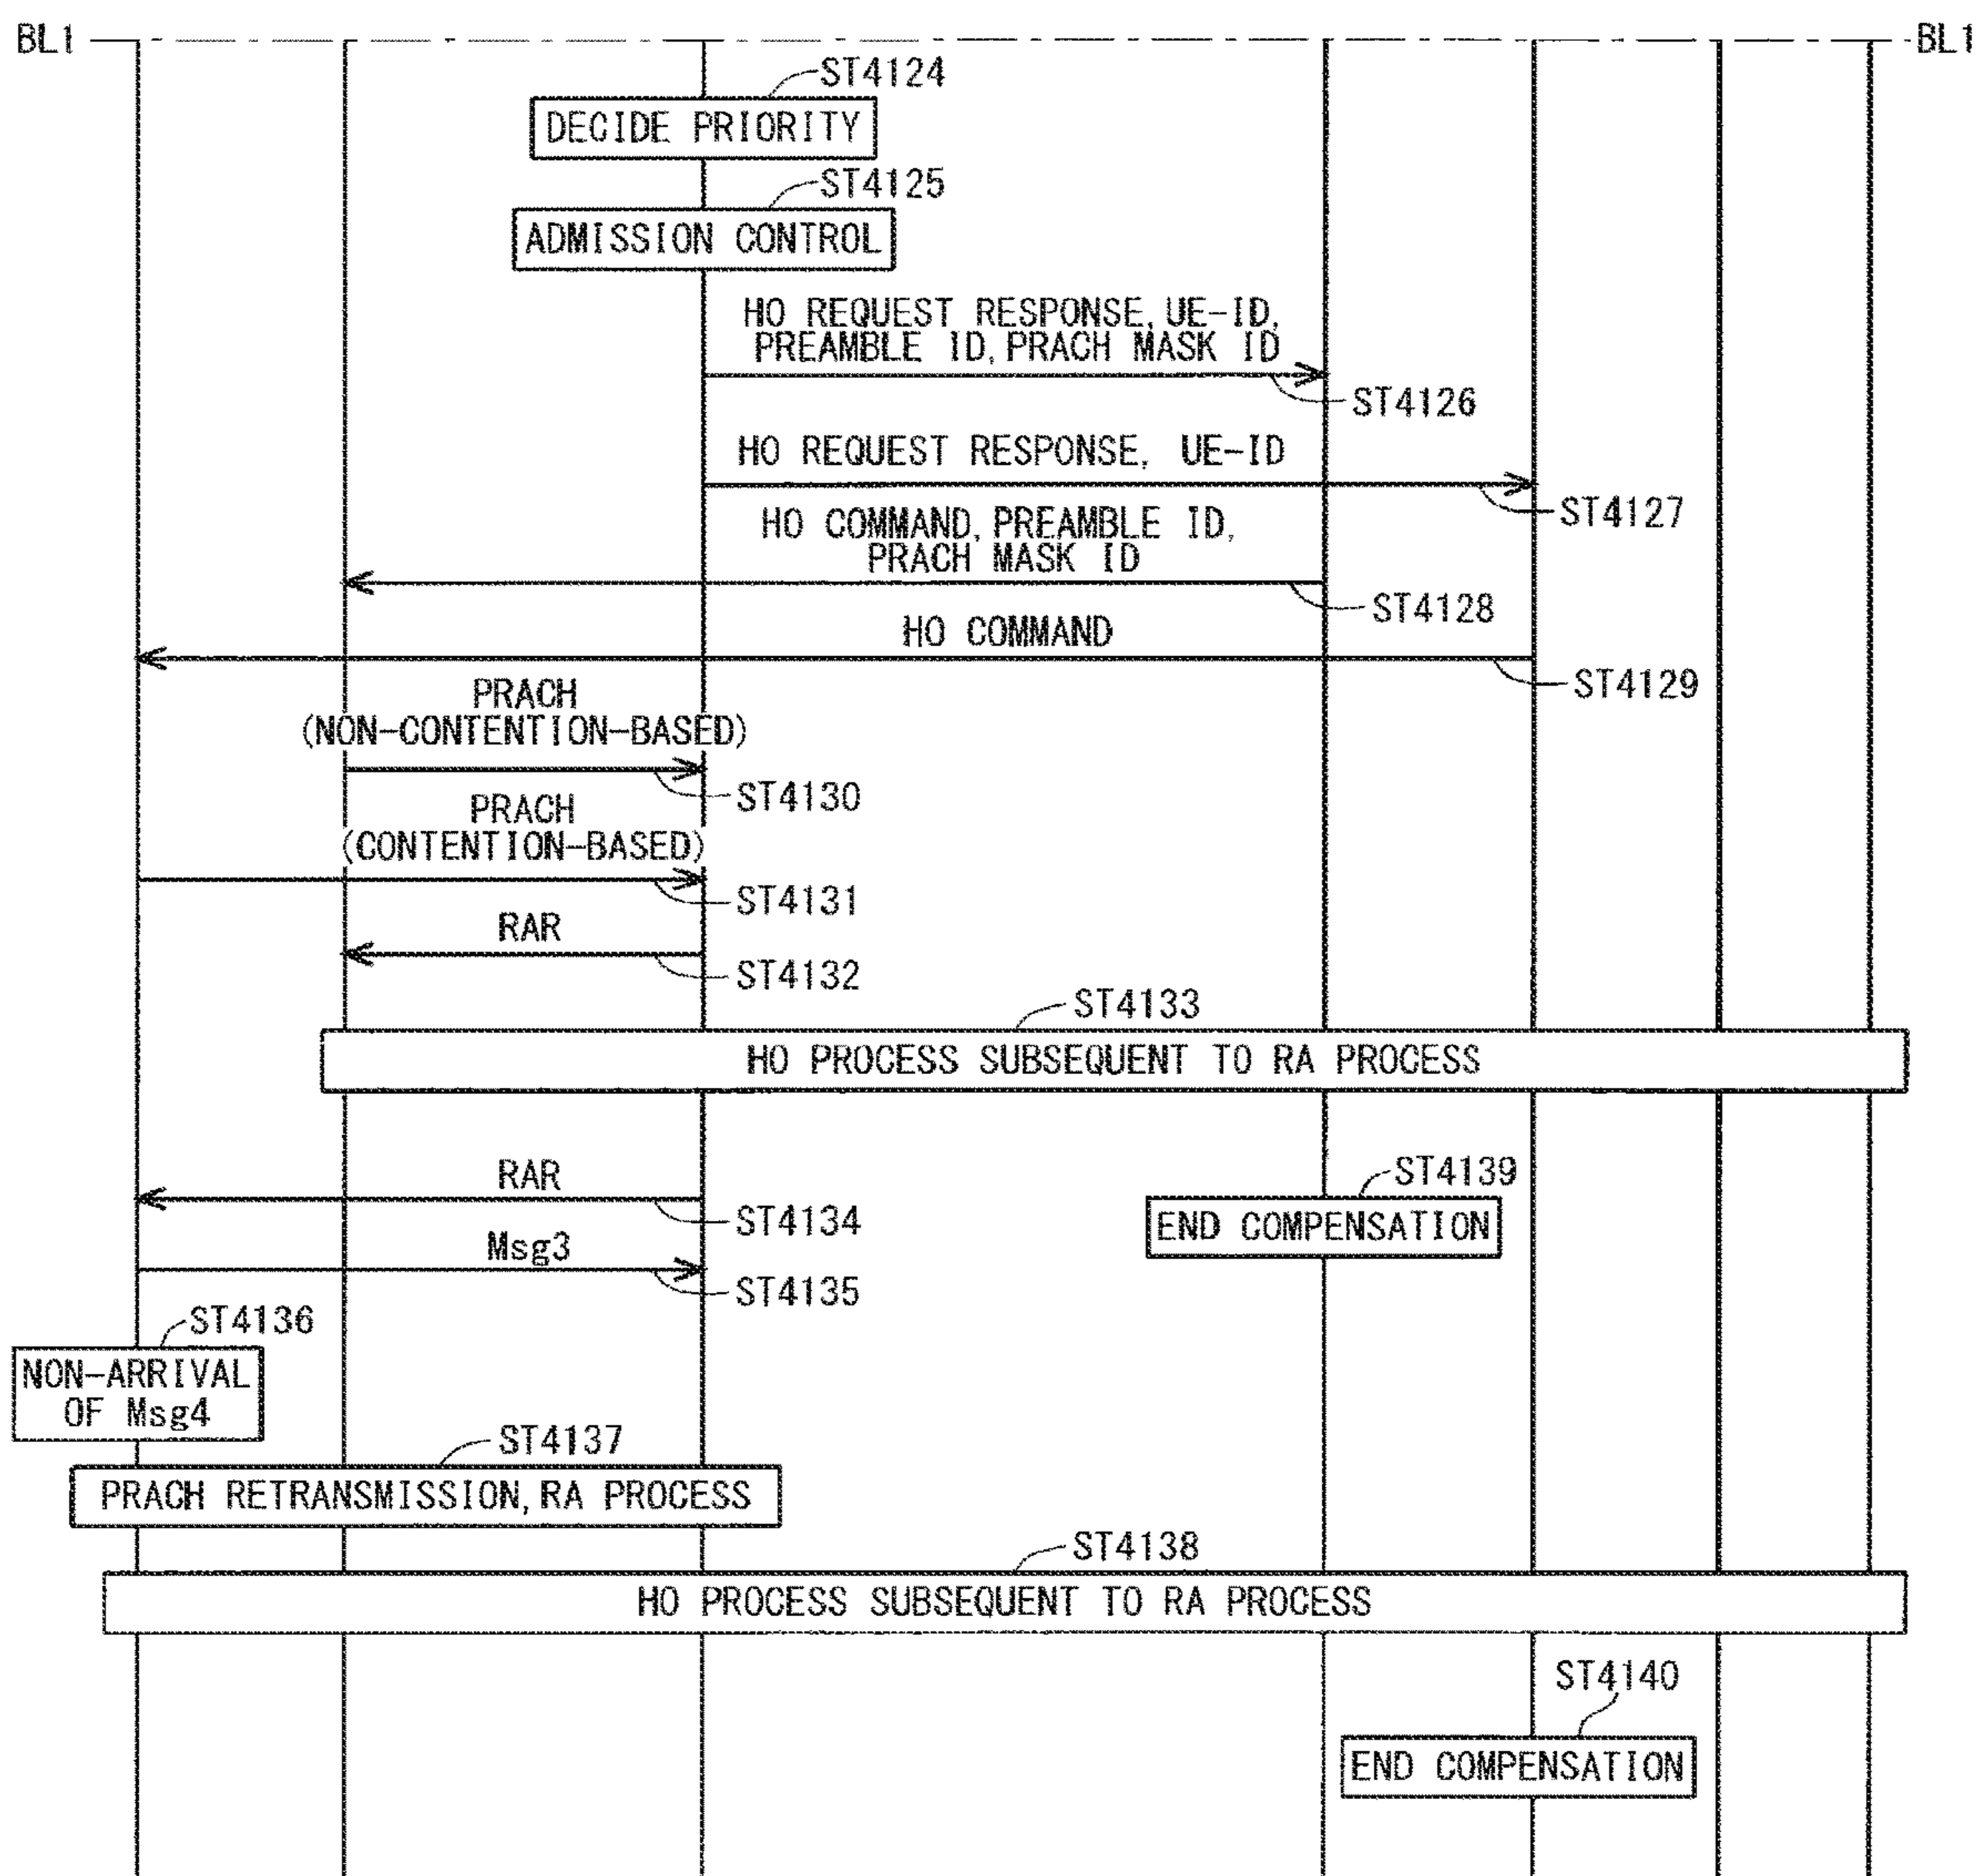 BL1
BL1
ST4124
DECIDE PRIORITY
ST4125
ADMISSION CONTROL
HO REQUEST RESPONSE, UE-ID,
PREAMBLE ID, PRACH MASK ID
ST4126
HO REQUEST RESPONSE, UE-ID
ST4127
HO COMMAND, PREAMBLE ID,
PRACH MASK ID
ST4128
HO COMMAND
ST4129
PRACH
(NON-CONTENTION-BASED)
ST4130
PRACH
(CONTENTION-BASED)
ST4131
RAR
ST4132
ST4133
HO PROCESS SUBSEQUENT TO RA PROCESS
RAR
ST4134
ST4139
END COMPENSATION
Msg3
ST4135
ST4136
NON-ARRIVAL
OF Msg4
ST4137
PRACH RETRANSMISSION, RA PROCESS
ST4138
HO PROCESS SUBSEQUENT TO RA PROCESS
ST4140
END COMPENSATION